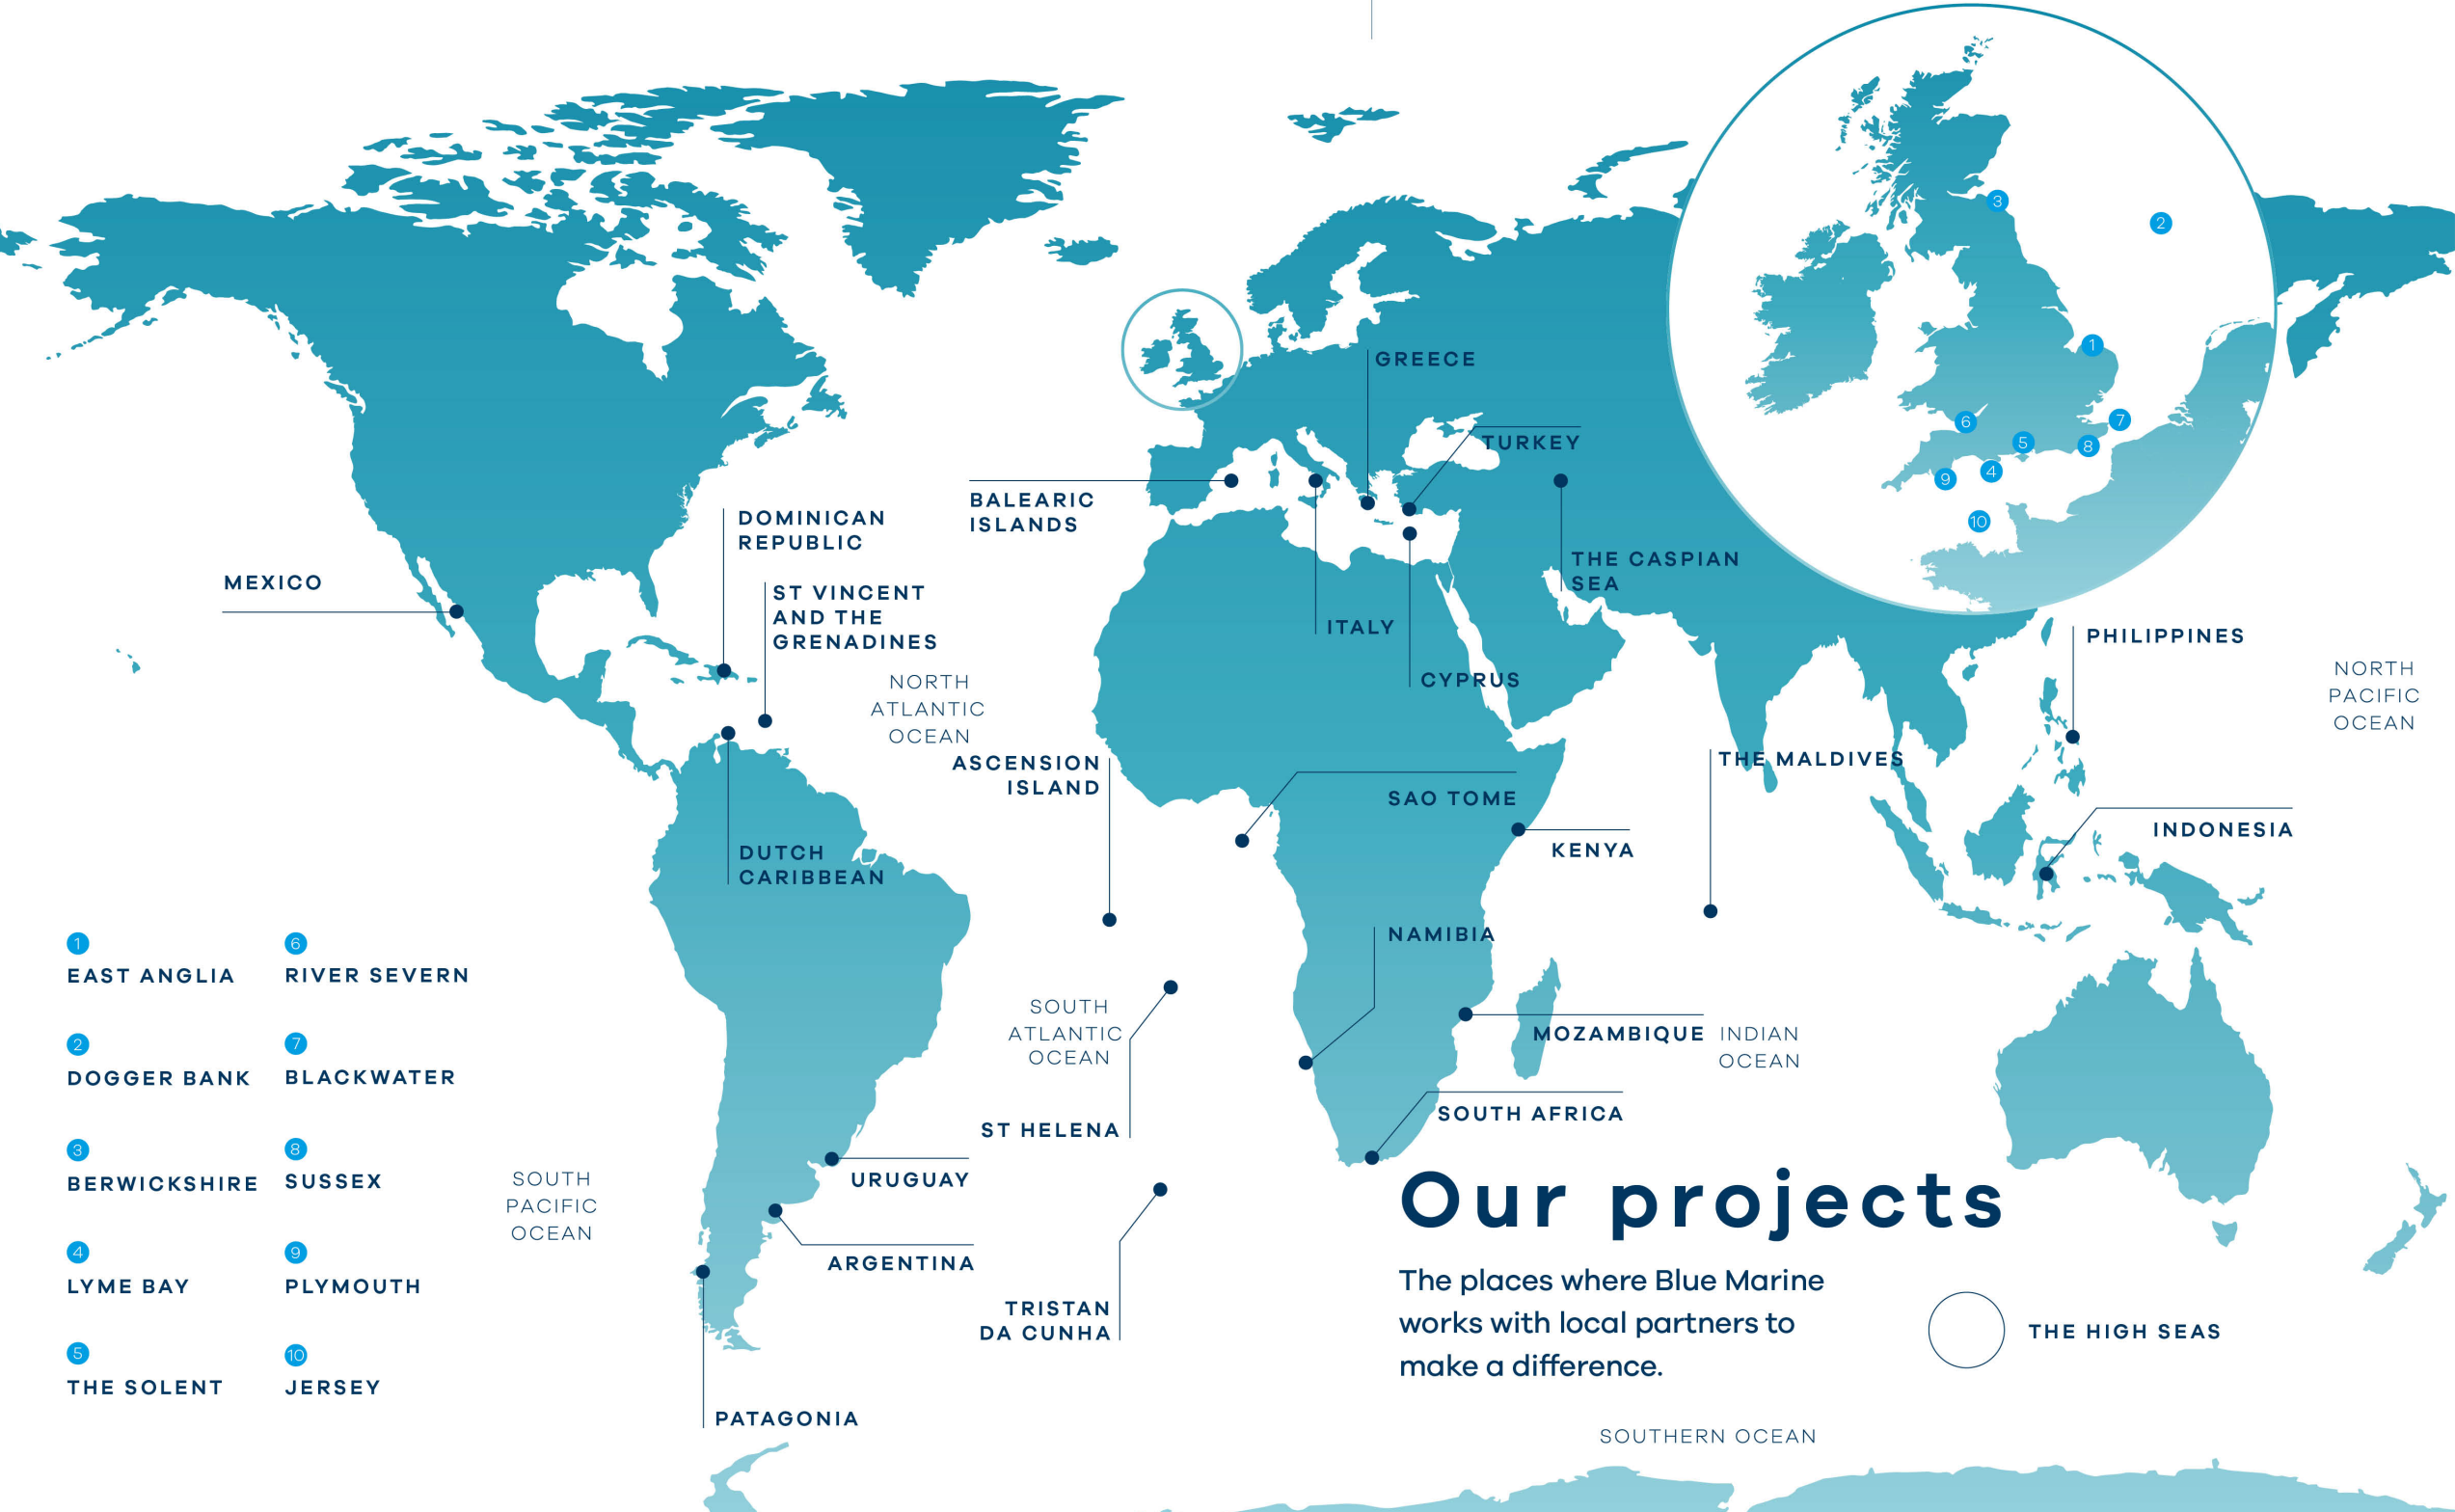 3
2
1
6
7
5
8
4
9
10
GREECE
TURKEY
BALEARIC
ISLANDS
DOMINICAN
REPUBLIC
THE CASPIAN
SEA
MEXICO
ST VINCENT
AND THE
GRENADINES
ITALY
PHILIPPINES
CYPRUS
NORTH
ATLANTIC
OCEAN
NORTH
PACIFIC
OCEAN
ASCENSION
ISLAND
THE MALDIVES
SAO TOME
INDONESIA
KENYA
DUTCH
CARIBBEAN
NAMIBIA
SOUTH
ATLANTIC
OCEAN
MOZAMBIQUE
INDIAN
OCEAN
SOUTH AFRICA
ST HELENA
URUGUAY
SOUTH
PACIFIC
OCEAN
ARGENTINA
TRISTAN
DA CUNHA
PATAGONIA
1
EAST ANGLIA
2
DOGGER BANK
3
BERWICKSHIRE
4
LYME BAY
5
THE SOLENT
6
RIVER SEVERN
7
BLACKWATER
8
SUSSEX
9
PLYMOUTH
10
JERSEY
Our projects
The places where Blue Marine
works with local partners to
make a difference.
THE HIGH SEAS
SOUTHERN OCEAN